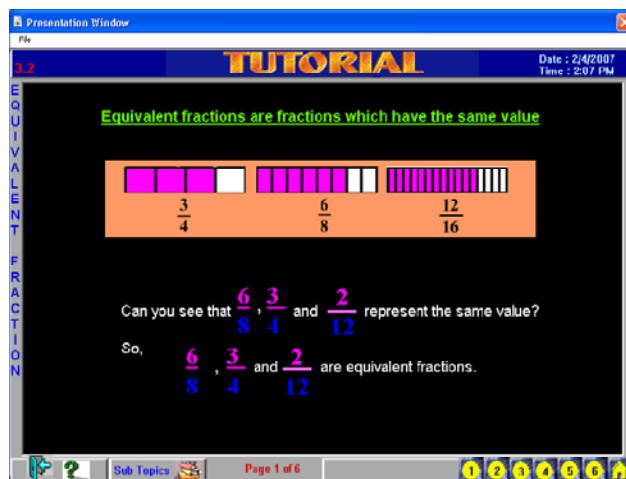 Presentation Window
File
3.2
TUTORIAL
Date : 2/4/2007
Time : 2:07 PM
EQUIVALENT FRACTION
Equivalent fractions are fractions which have the same value
3/4 6/8 12/16
Can you see that 6/8 , 3/4 and 2/12 represent the same value?
So,
6/8 , 3/4 and 2/12 are equivalent fractions.
? Sub Topics Page 1 of 6 1 2 3 4 5 6